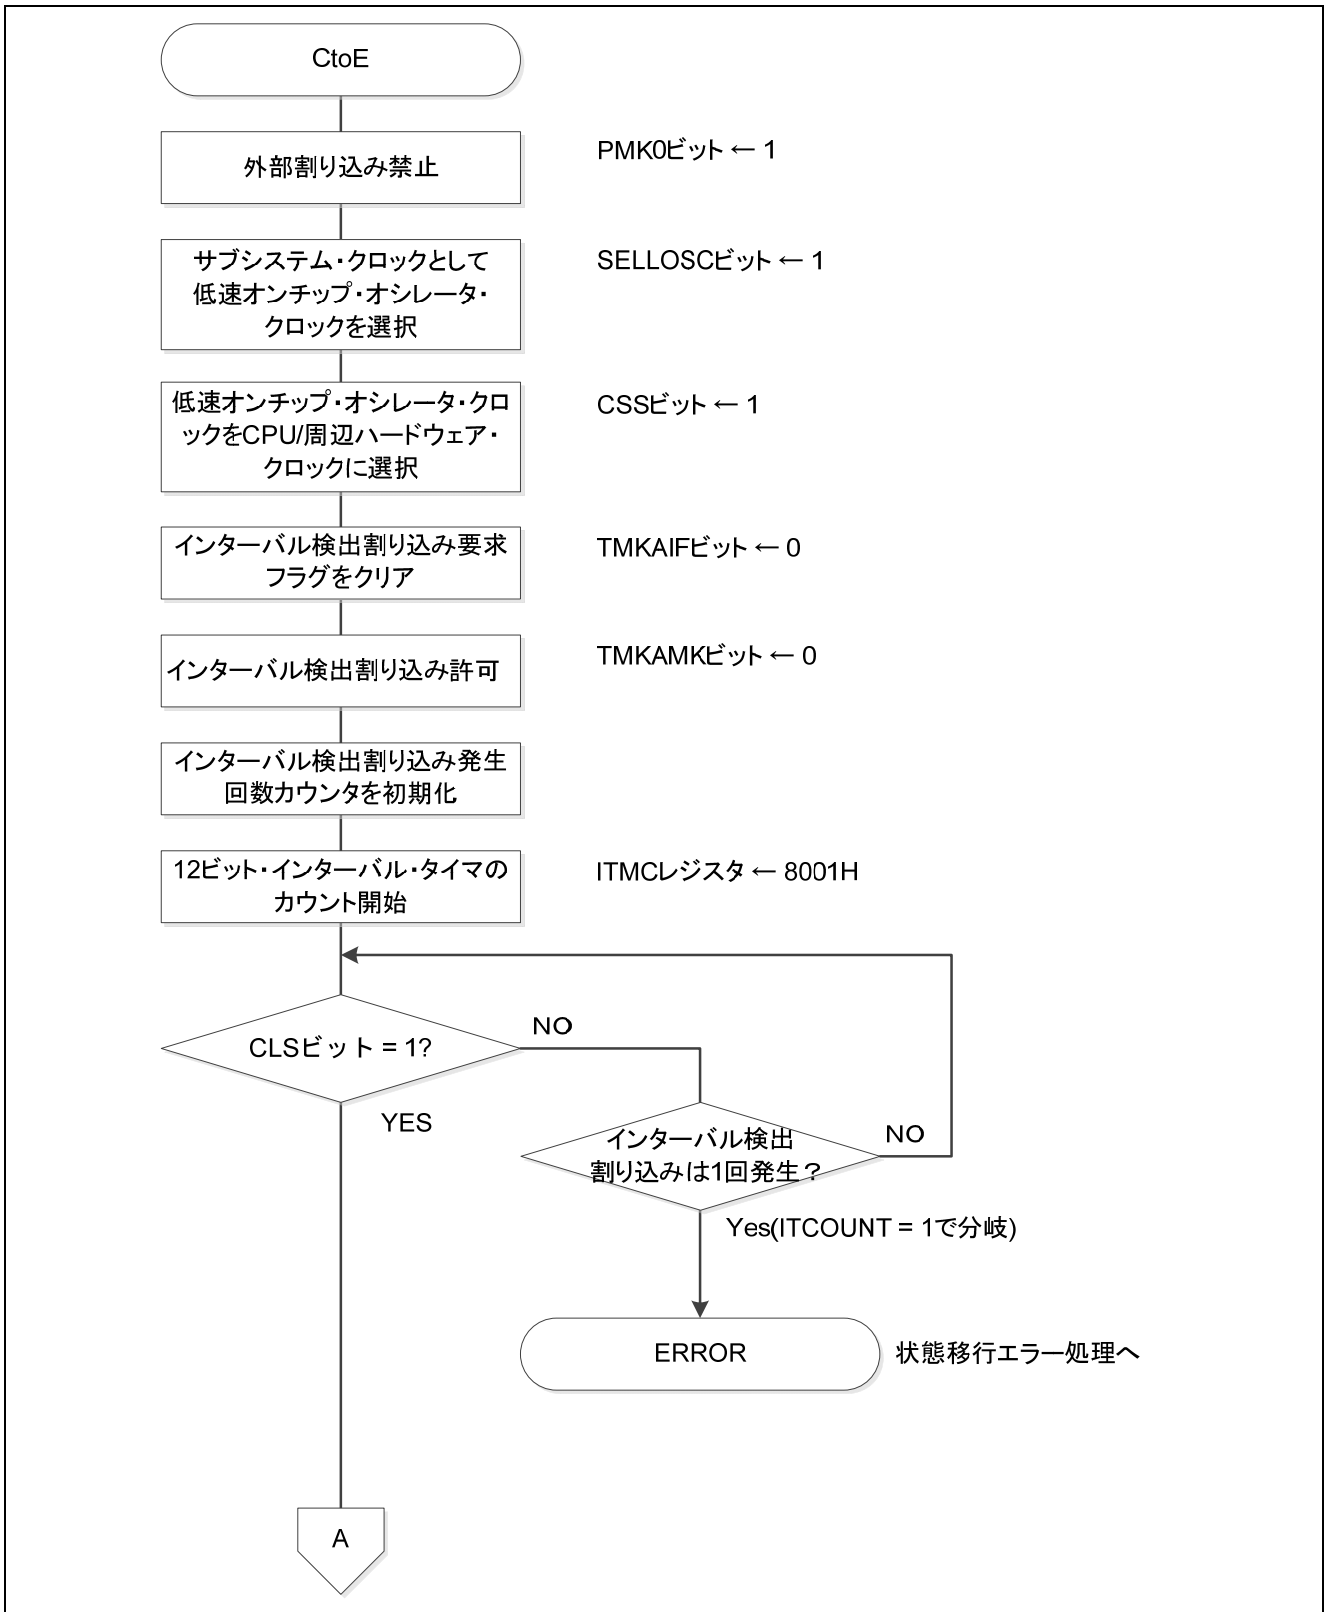 CtoE
外部割り込み禁止
PMK0ビット ← 1
サブシステム・クロックとして
低速オンチップ・オシレータ・
クロックを選択
SELLOSCビット ← 1
低速オンチップ・オシレータ・クロ
ックをCPU/周辺ハードウェア・
クロックに選択
CSSビット ← 1
インターバル検出割り込み要求
フラグをクリア
TMKAIFビット ← 0
インターバル検出割り込み許可
TMKAMKビット ← 0
インターバル検出割り込み発生
回数カウンタを初期化
12ビット・インターバル・タイマの
カウント開始
ITMCレジスタ ← 8001H
CLSビット = 1?
NO
YES
インターバル検出
割り込みは1回発生？
NO
Yes(ITCOUNT = 1で分岐)
ERROR
状態移行エラー処理へ
A